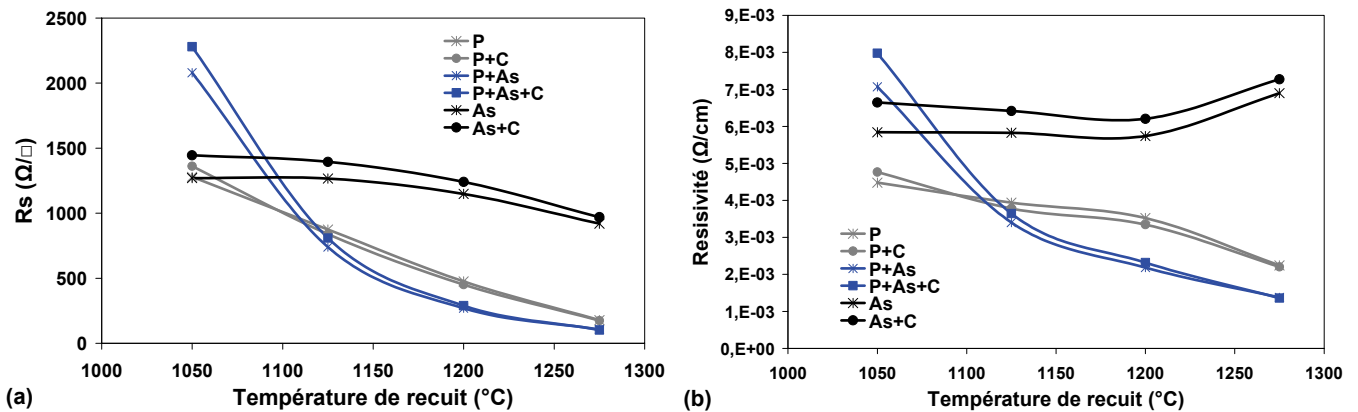 2500
2000
1500
1000
500
0
Rs (Ω/□)
P
P+C
P+As
P+As+C
As
As+C
1000 1050 1100 1150 1200 1250 1300
Température de recuit (°C)
(a)
9,E-03
8,E-03
7,E-03
6,E-03
5,E-03
4,E-03
3,E-03
2,E-03
1,E-03
0,E+00
Resisivité (Ω/cm)
P
P+C
P+As
P+As+C
As
As+C
1000 1050 1100 1150 1200 1250 1300
Température de recuit (°C)
(b)